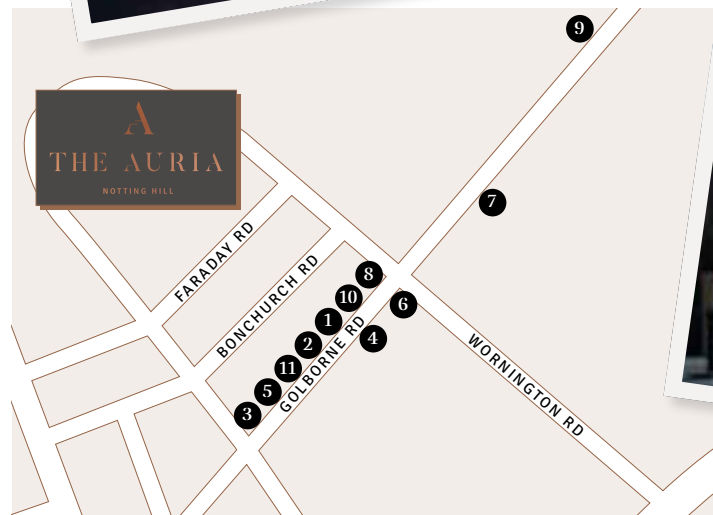 9
A
THE AURIA
NOTTING HILL
7
FARADAY RD
BONCHURCH RD
8
10
6
1
4
2
11
5
3
GOLBORNE RD
WORNINGTON RD